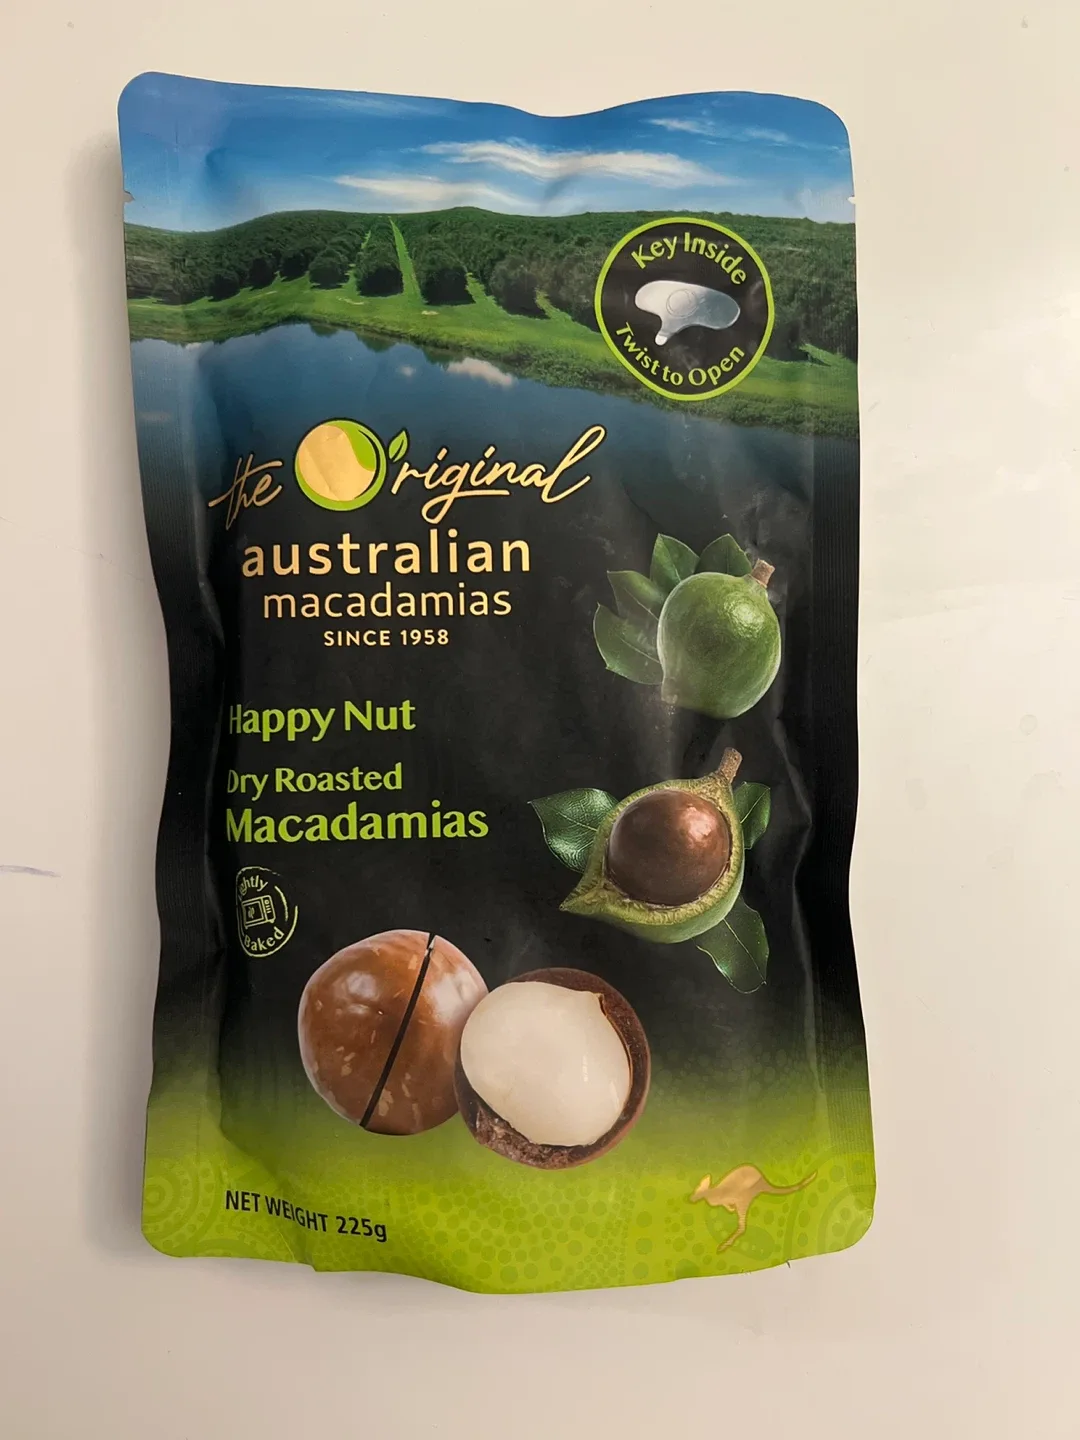 Key Inside
Twist to Open
the Original
australian
macadamias
SINCE 1958
Happy Nut
Dry Roasted
Macadamias
Baked
NET WEIGHT 225g